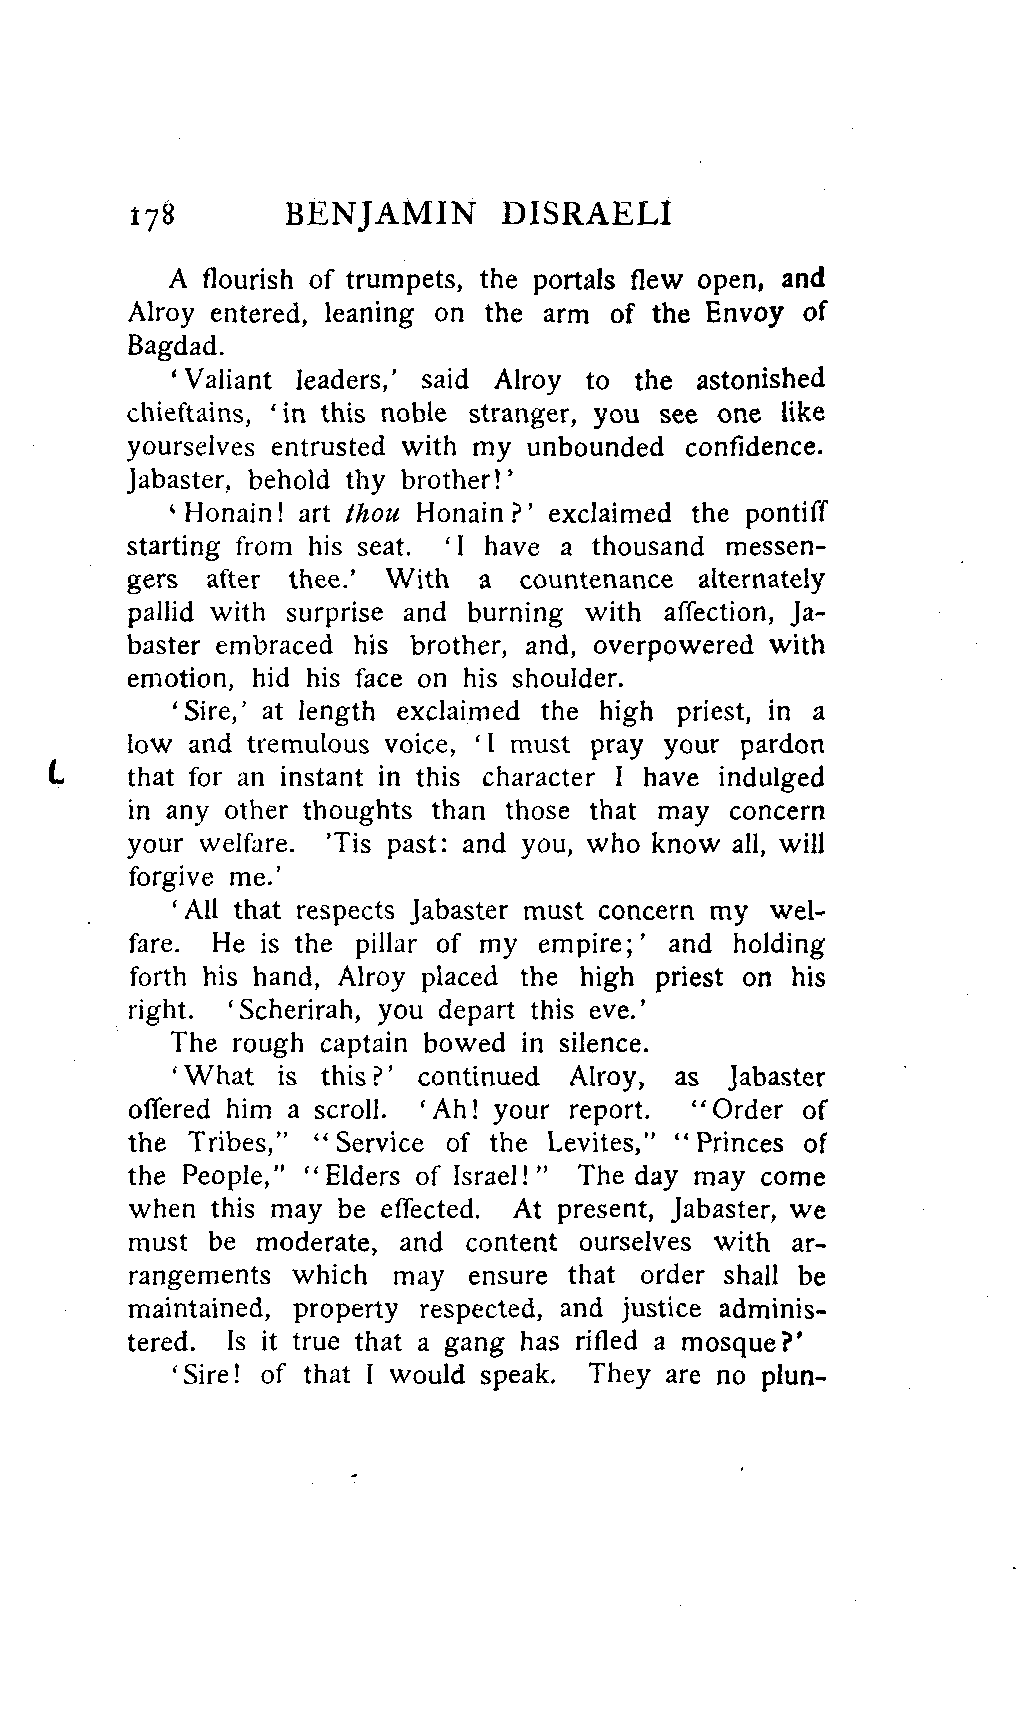 178 BENJAMIN DISRAELI
A flourish of trumpets, the portals flew open, and
Alroy entered, leaning on the arm of the Envoy of
Bagdad.
‘Valiant leaders,’ said Alroy to the astonished
chieftains, ‘in this noble stranger, you see one like
yourselves entrusted with my unbounded confidence.
Jabaster, behold thy brother!’
‘Honain! art thou Honain?’ exclaimed the pontiff
starting from his seat. ‘I have a thousand messen-
gers after thee.’ With a countenance alternately
pallid with surprise and burning with affection, Ja-
baster embraced his brother, and, overpowered with
emotion, hid his face on his shoulder.
‘Sire,’ at length exclaimed the high priest, in a
low and tremulous voice, ‘I must pray your pardon
that for an instant in this character I have indulged
in any other thoughts than those that may concern
your welfare. ’Tis past: and you, who know all, will
forgive me.’
‘All that respects Jabaster must concern my wel-
fare. He is the pillar of my empire;’ and holding
forth his hand, Alroy placed the high priest on his
right. ‘Scherirah, you depart this eve.’
The rough captain bowed in silence.
‘What is this?’ continued Alroy, as Jabaster
offered him a scroll. ‘Ah! your report. “Order of
the Tribes,” “Service of the Levites,” “Princes of
the People,” “Elders of Israel!” The day may come
when this may be effected. At present, Jabaster, we
must be moderate, and content ourselves with ar-
rangements which may ensure that order shall be
maintained, property respected, and justice adminis-
tered. Is it true that a gang has rifled a mosque?’
‘Sire! of that I would speak. They are no plun-